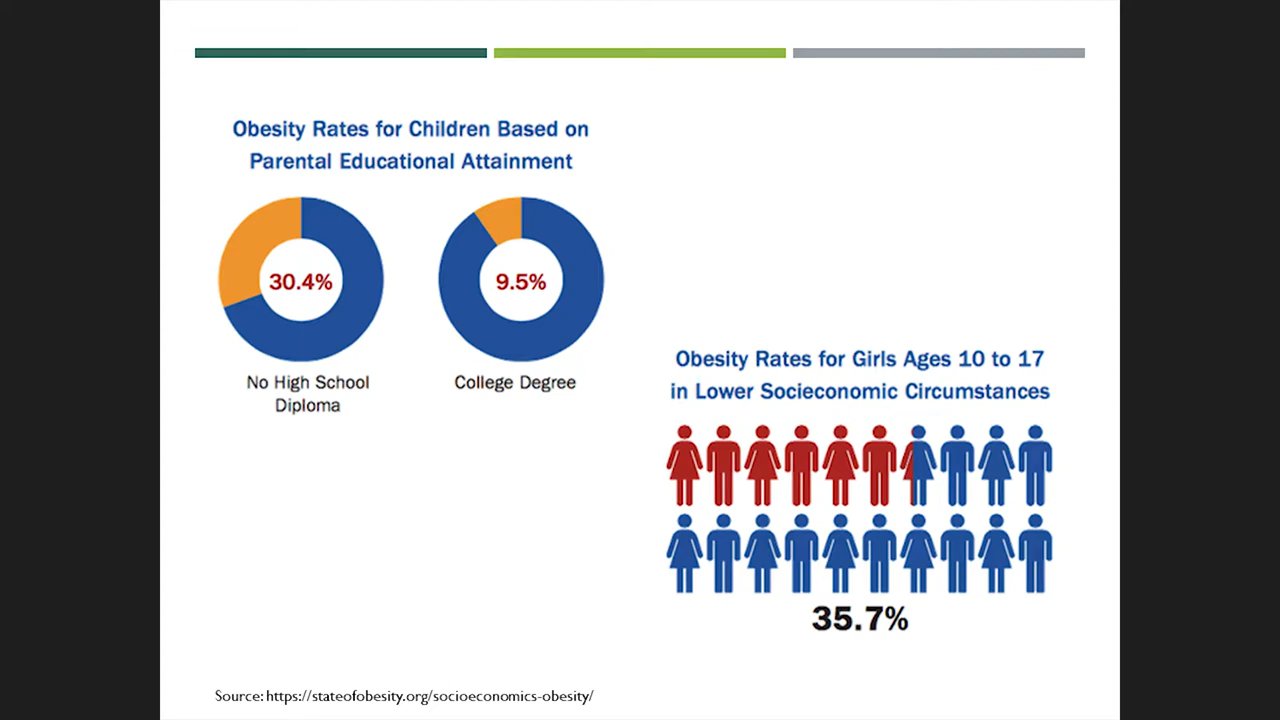 Obesity Rates for Children Based on
Parental Educational Attainment
30.4%
9.5%
No High School
Diploma
College Degree
Obesity Rates for Girls Ages 10 to 17
in Lower Socieconomic Circumstances
35.7%
Source: https://stateofobesity.org/socioeconomics-obesity/